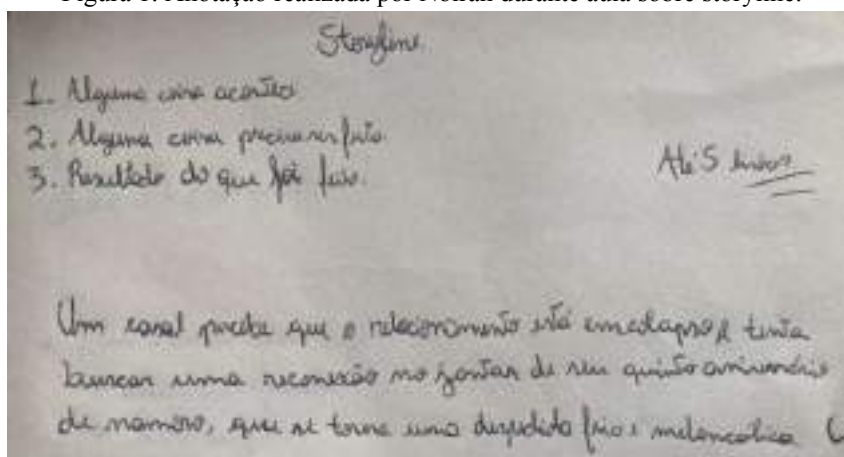 Figura 1. Anotação realizada por Nohan durante aula sobre storyline.
Storyline.
1. Alguma coisa acontece
2. Alguma coisa precisa ser feita.
3. Resultado do que foi feito.
Até 5 linhas
Um casal percebe que o relacionamento está em colapso e tenta
buscar uma reconexão no jantar de seu quinto aniversário
de namoro, que se torna uma despedida fria e melancólica